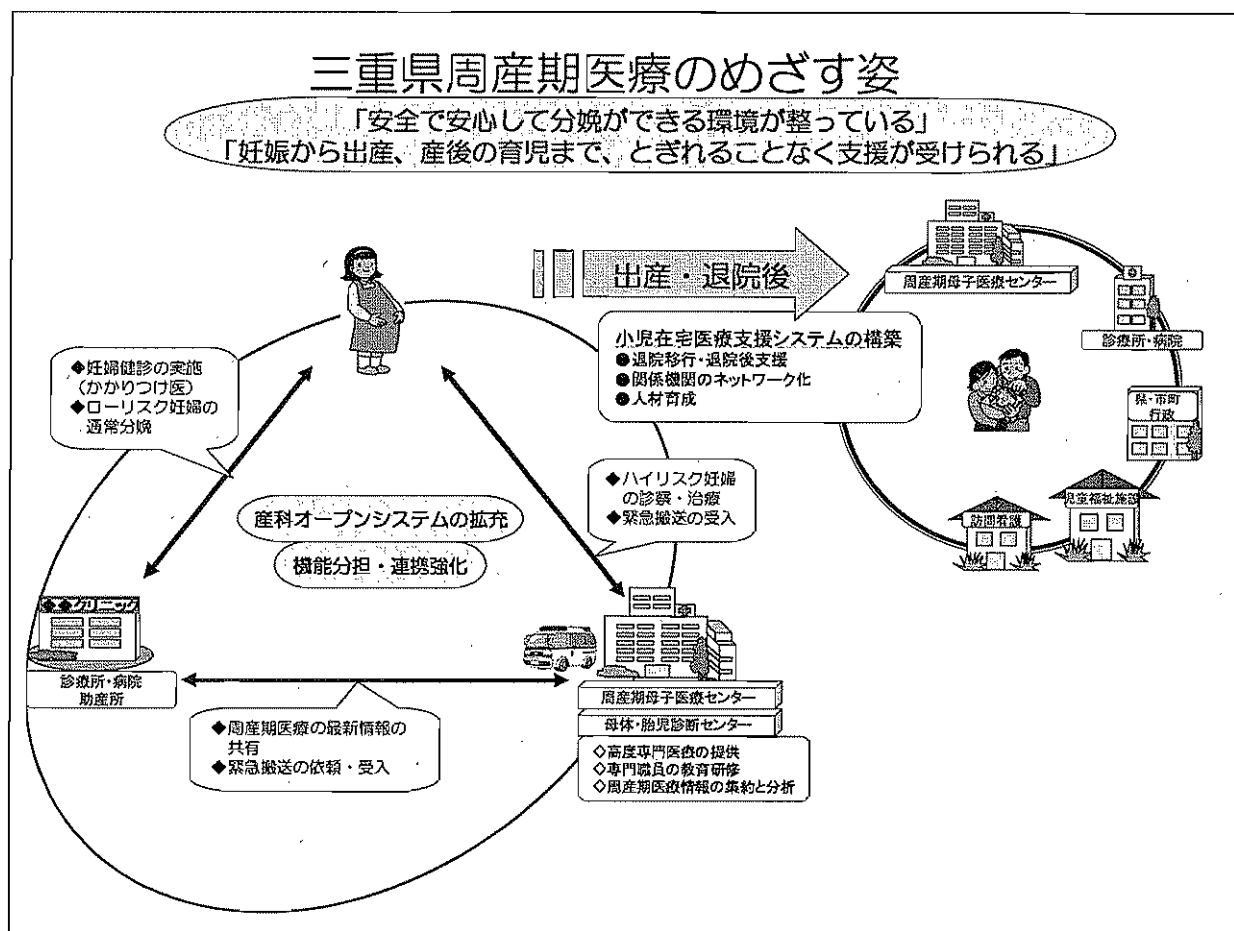 三重県周産期医療のめざす姿
「安全で安心して分娩ができる環境が整っている」
「妊娠から出産、産後の育児まで、とぎれることなく支援が受けられる」
出産・退院後
周産期母子医療センター
診療所・病院
県・市町
行政
児童福祉施設
訪問看護
小児在宅医療支援システムの構築
●退院移行・退院後支援
●関係機関のネットワーク化
●人材育成
◆妊婦健診の実施
(かかりつけ医)
◆ローリスク妊婦の
通常分娩
◆ハイリスク妊婦
の診察・治療
◆緊急搬送の受入
産科オープンシステムの拡充
機能分担・連携強化
◆◆クリニック
診療所・病院
助産所
◆周産期医療の最新情報の
共有
◆緊急搬送の依頼・受入
周産期母子医療センター
母体・胎児診断センター
◇高度専門医療の提供
◇専門職員の教育研修
◇周産期医療情報の集約と分析